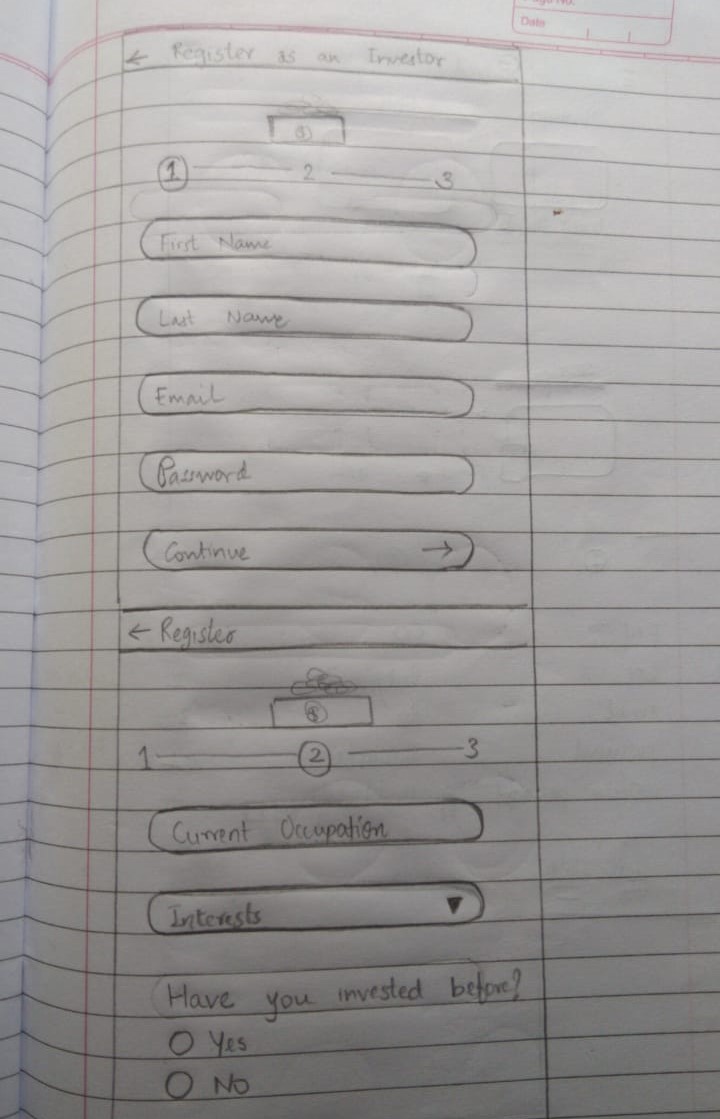 Date
← Register as an Investor
$
1 2 3
First Name
Last Name
Email
Password
Continue →
← Register
$
1 2 3
Current Occupation
Interests ▼
Have you invested before?
Yes
No